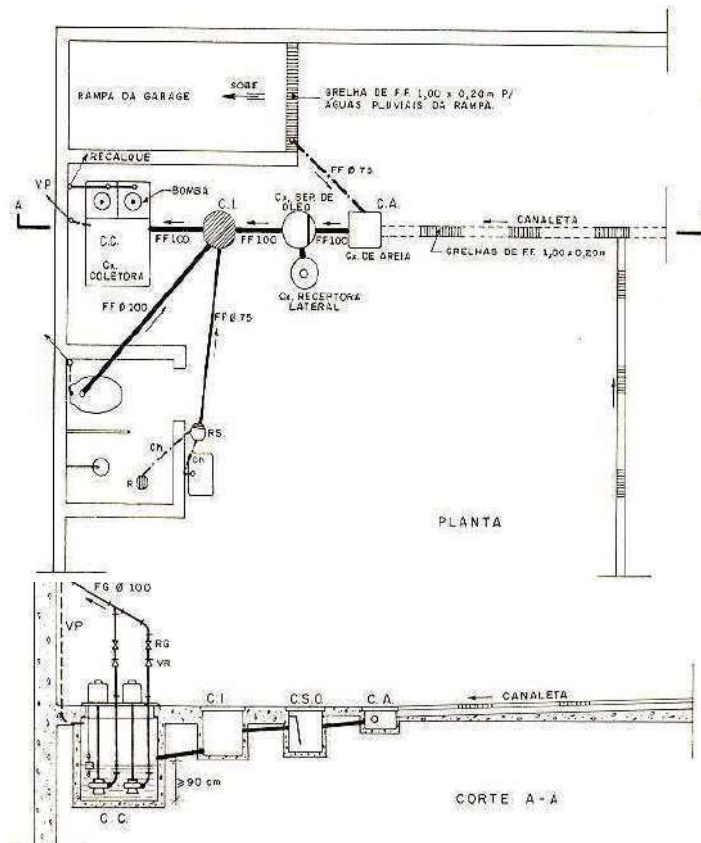 RAMPA DA GARAGE
SOBE
GRELHA DE F.F. 1,00 x 0,20m P/
ÁGUAS PLUVIAIS DA RAMPA.
RECALQUE
FF Ø 75
V.P.
BOMBA
C.I.
Cx. SEP. DE
ÓLEO
C.A.
CANALETA
A
C.C.
Cx.
COLETORA
FF100
FF100
FF100
Cx. DE AREIA
GRELHAS DE F.F. 1,00 x 0,20m
Cx. RECEPTORA
LATERAL
FF Ø 100
FF Ø 75
RS.
Ch
Ch
R
PLANTA
FG Ø 100
VP
RG
VR
C.I.
C.S.O.
C.A.
CANALETA
≥90 cm
C.C.
CORTE A-A